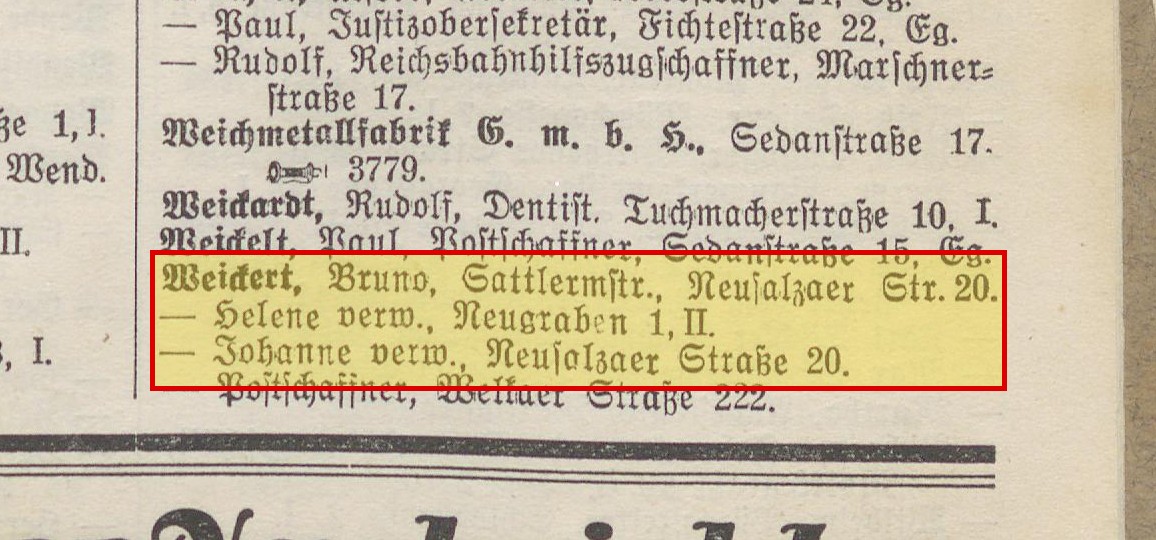 — Paul, Juſtizoberſekretär, Fichteſtraße 22, Eg.
— Rudolf, Reichsbahnhilfszugſchaffner, Marſchner-
ſtraße 17.
Weichmetallfabrik G. m. b. H., Sedanſtraße 17.
3779.
Weickardt, Rudolf, Dentiſt. Tuchmacherſtraße 10, I.
Weickelt, Paul, Poſtſchaffner, Sedanſtraße 15, Eg.
Weickert, Bruno, Sattlermſtr., Neuſalzaer Str. 20.
— Helene verw., Neugraben 1, II.
— Johanne verw., Neuſalzaer Straße 20.
Poſtſchaffner, Welkaer Straße 222.
ße 1, I.
Wend.
II.
, I.